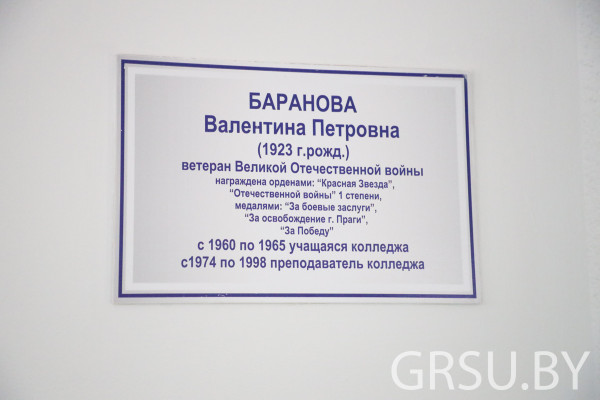 БАРАНОВА
Валентина Петровна
(1923 г.рожд.)
ветеран Великой Отечественной войны
награждена орденами: “Красная Звезда”,
“Отечественной войны” 1 степени,
медалями: “За боевые заслуги”,
“За освобождение г. Праги”,
“За Победу”
с 1960 по 1965 учащаяся колледжа
с1974 по 1998 преподаватель колледжа
GRSU.BY